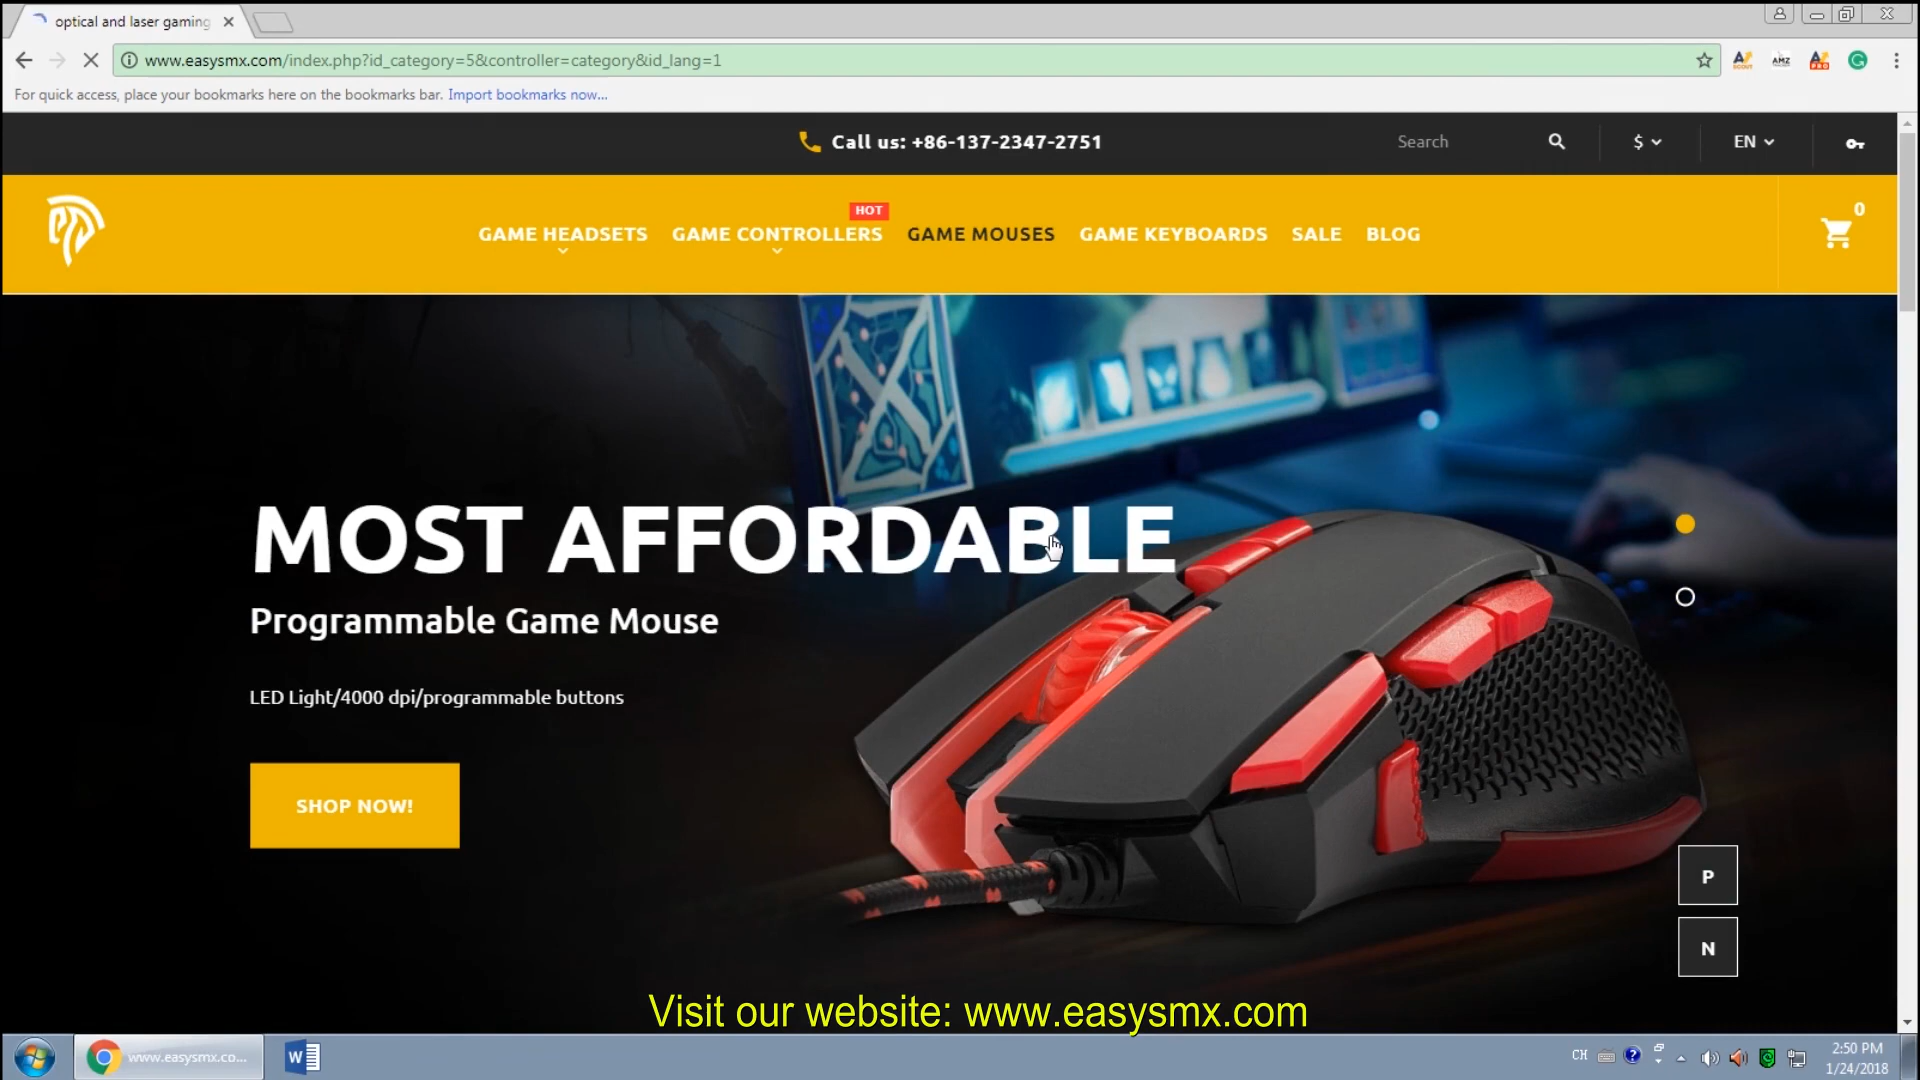 optical and laser gaming
www.easysmx.com/index.php?id_category=5&controller=category&id_lang=1
AMZ
For quick access, place your bookmarks here on the bookmarks bar. Import bookmarks now...
Call us: +86-137-2347-2751
Search
$
EN
HOT
0
GAME HEADSETS GAME CONTROLLERS GAME MOUSES GAME KEYBOARDS SALE BLOG
MOST AFFORDABLE
Programmable Game Mouse
LED Light/4000 dpi/programmable buttons
SHOP NOW!
P
N
Visit our website: www.easysmx.com
www.easysmx.co...
W
CH
2:50 PM
1/24/2018